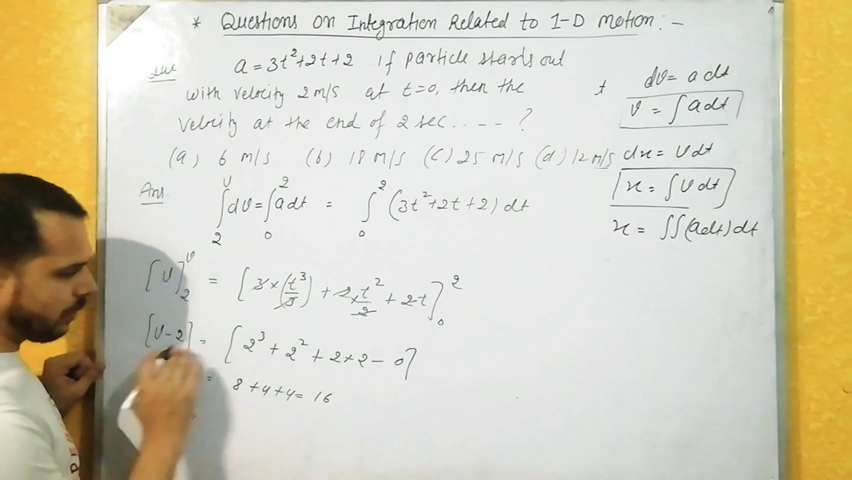 * Questions On Integration Related to 1-D motion :-
Que a = 3t²+2t+2 . If particle starts out
with velocity 2 m/s at t=0, then the
velocity at the end of 2 sec ..---- ?
(a) 6 m/s (b) 18 m/s (c) 25 m/s (d) 12 m/s
Ans. ∫₂^v dv = ∫₀² a dt = ∫₀² (3t²+2t+2) dt
[v]₂^v = [3×(t³/3) + 2×t²/2 + 2t]₀²
[v-2] = [2³ + 2² + 2×2 - 0]
= 8+4+4 = 16
dv = a dt
v = ∫ a dt
dx = v dt
x = ∫ v dt
x = ∫∫(a dt) dt